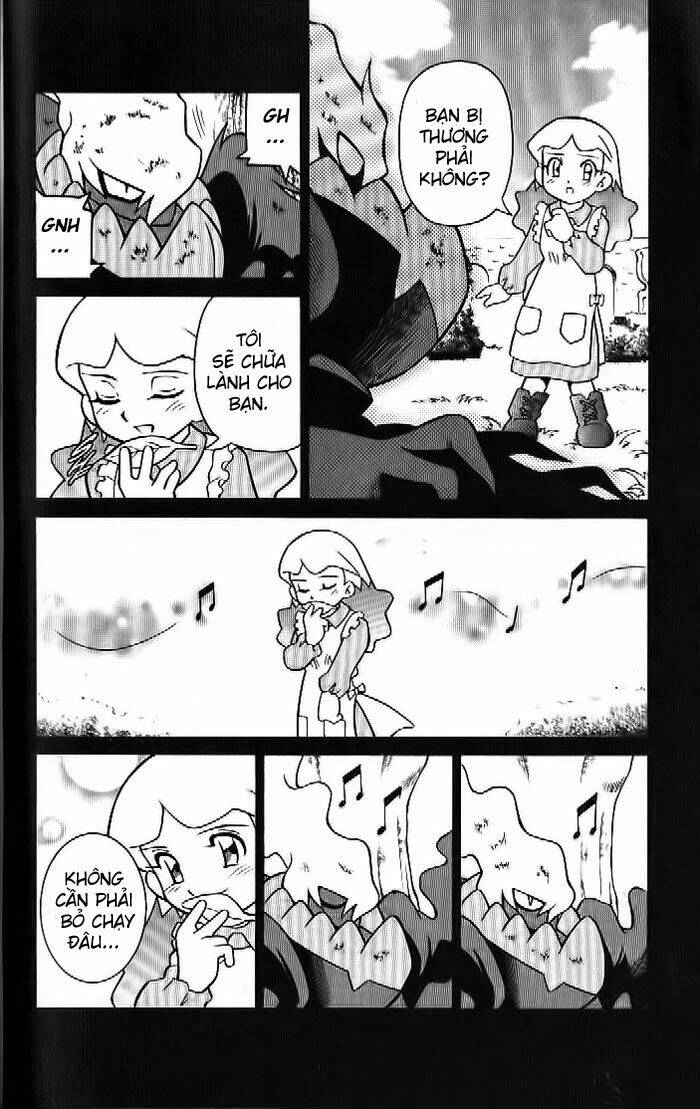 BẠN BỊ
THƯƠNG
PHẢI
KHÔNG?
GH
...
GNH
...
TÔI
SẼ CHỮA
LÀNH CHO
BẠN.
KHÔNG
CẦN PHẢI
BỎ CHẠY
ĐÂU...